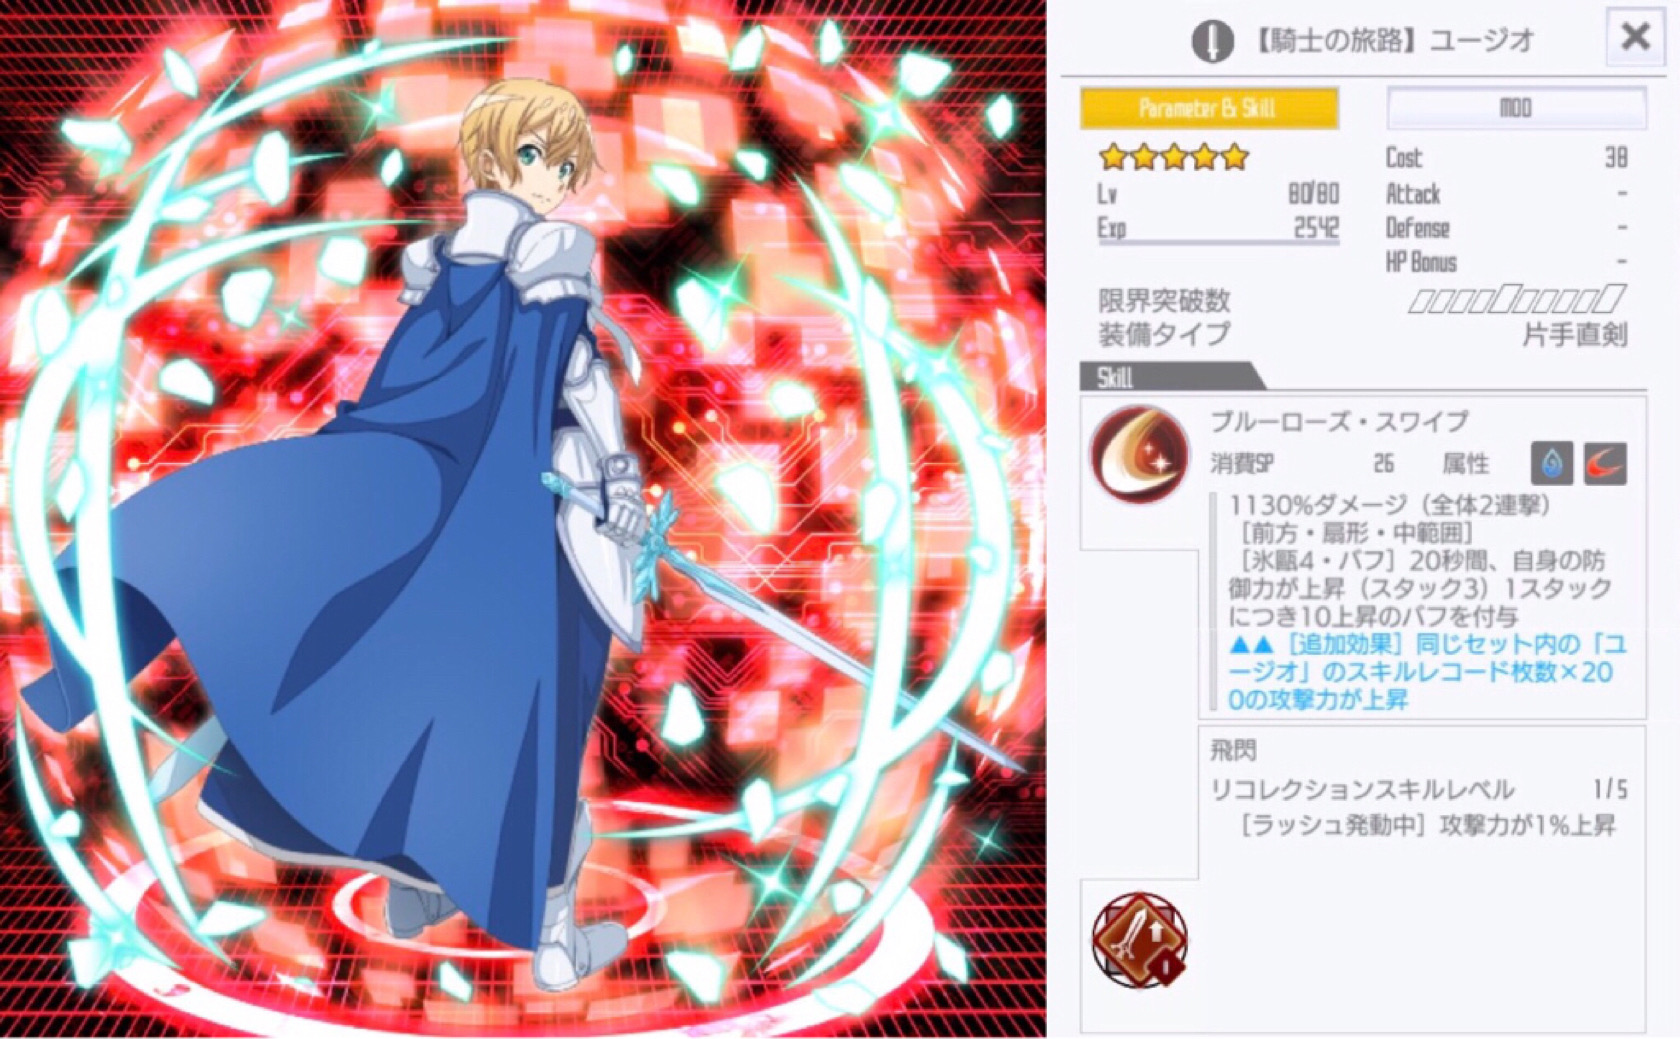 【騎士の旅路】ユージオ
Parameter & Skill
MOD
Lv 80/80
Exp 2542
Cost 38
Attack -
Defense -
HP Bonus -
限界突破数
装備タイプ 片手直剣
Skill
ブルーローズ・スワイプ
消費SP 26 属性
1130%ダメージ（全体2連撃）
［前方・扇形・中範囲］
［氷甌4・バフ］20秒間、自身の防
御力が上昇（スタック3）1スタック
につき10上昇のバフを付与
▲▲［追加効果］同じセット内の「ユ
ージオ」のスキルレコード枚数×20
0の攻撃力が上昇
飛閃
リコレクションスキルレベル 1/5
［ラッシュ発動中］攻撃力が1%上昇
I